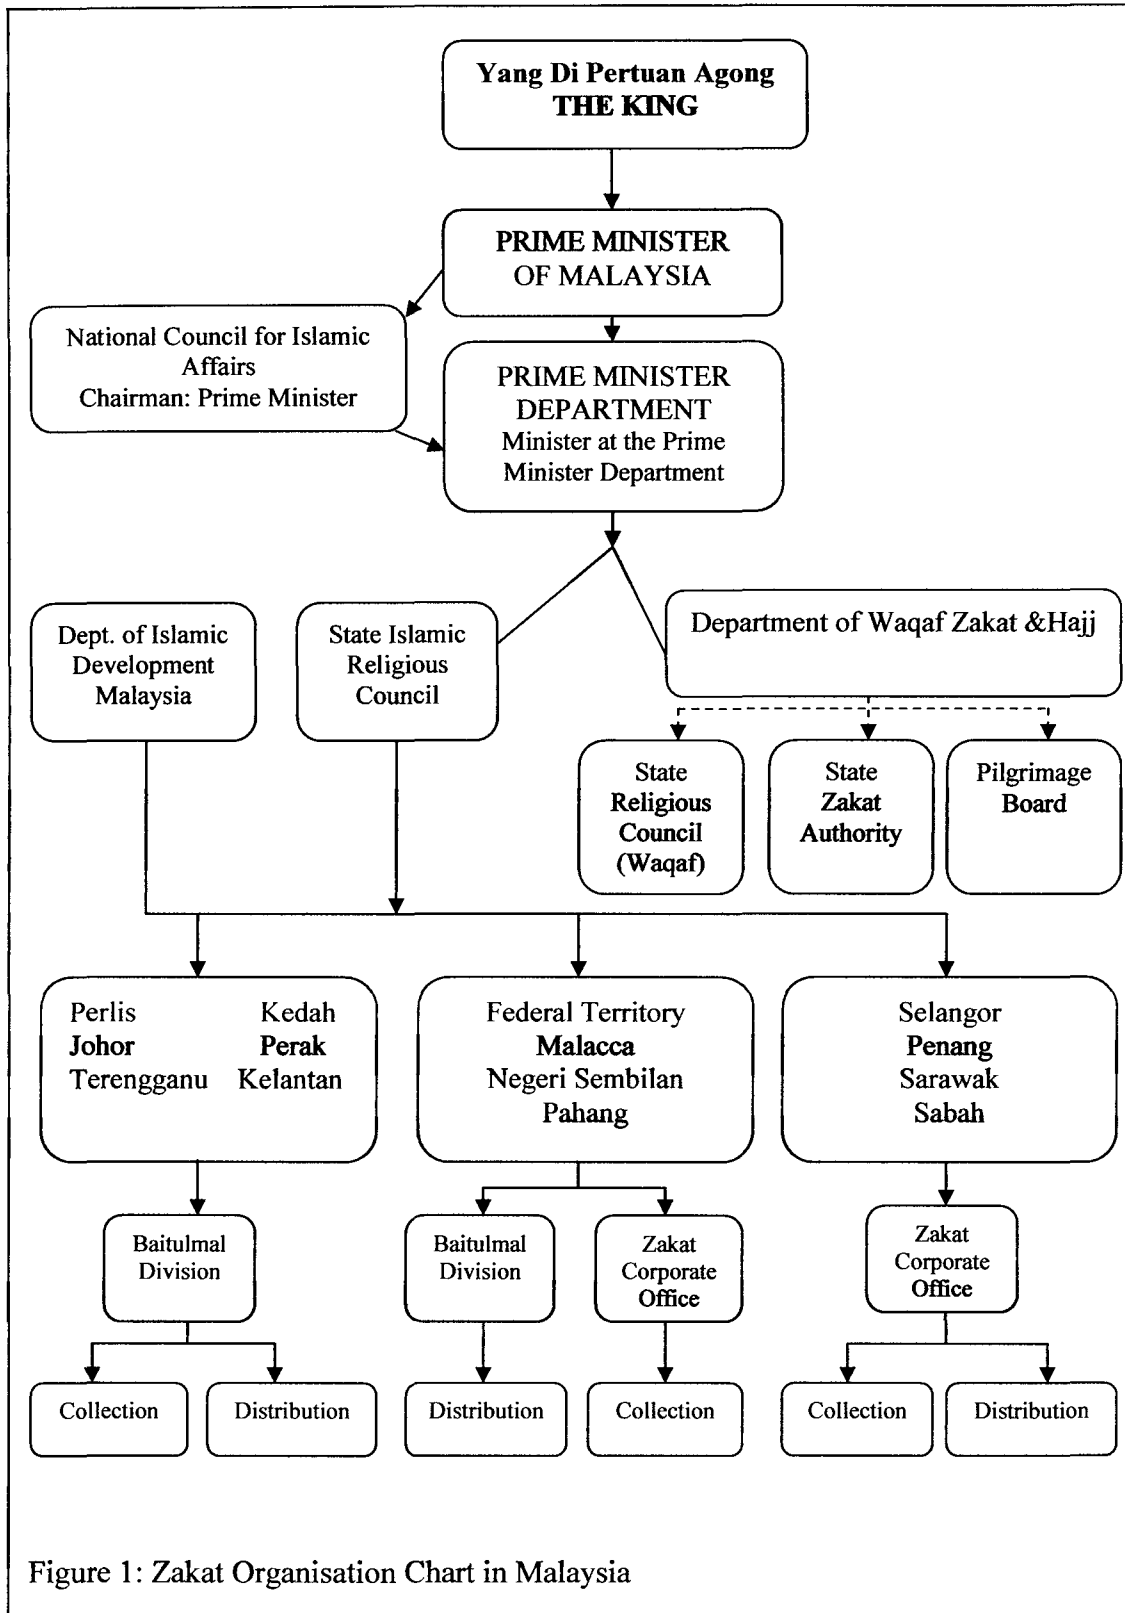 Yang Di Pertuan Agong
THE KING
PRIME MINISTER
OF MALAYSIA
National Council for Islamic
Affairs
Chairman: Prime Minister
PRIME MINISTER
DEPARTMENT
Minister at the Prime
Minister Department
Dept. of Islamic
Development
Malaysia
State Islamic
Religious
Council
Department of Waqaf Zakat &Hajj
State
Religious
Council
(Waqaf)
State
Zakat
Authority
Pilgrimage
Board
Perlis Kedah
Johor Perak
Terengganu Kelantan
Federal Territory
Malacca
Negeri Sembilan
Pahang
Selangor
Penang
Sarawak
Sabah
Baitulmal
Division
Baitulmal
Division
Zakat
Corporate
Office
Zakat
Corporate
Office
Collection
Distribution
Distribution
Collection
Collection
Distribution
Figure 1: Zakat Organisation Chart in Malaysia